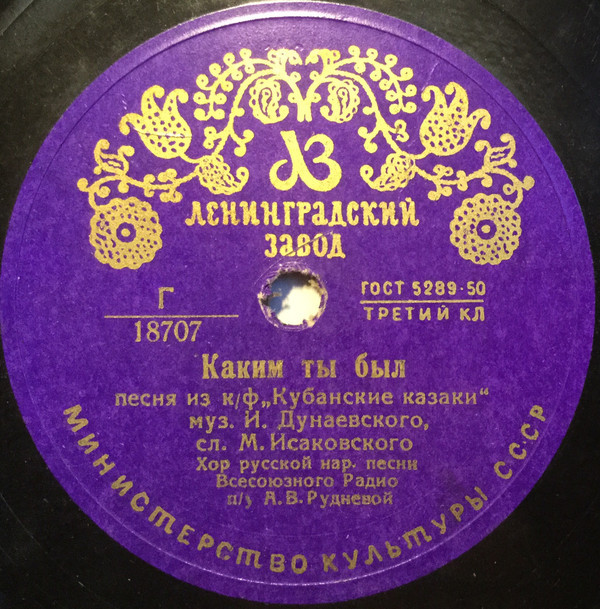 ЛЗ
ЛЕНИНГРАДСКИЙ
ЗАВОД
Г
18707
ГОСТ 5289-50
ТРЕТИЙ КЛ
Каким ты был
песня из к/ф „Кубанские казаки“
муз. И. Дунаевского,
сл. М. Исаковского
Хор русской нар. песни
Всесоюзного Радио
п/у А. В. Рудневой
МИНИСТЕРСТВО КУЛЬТУРЫ СССР